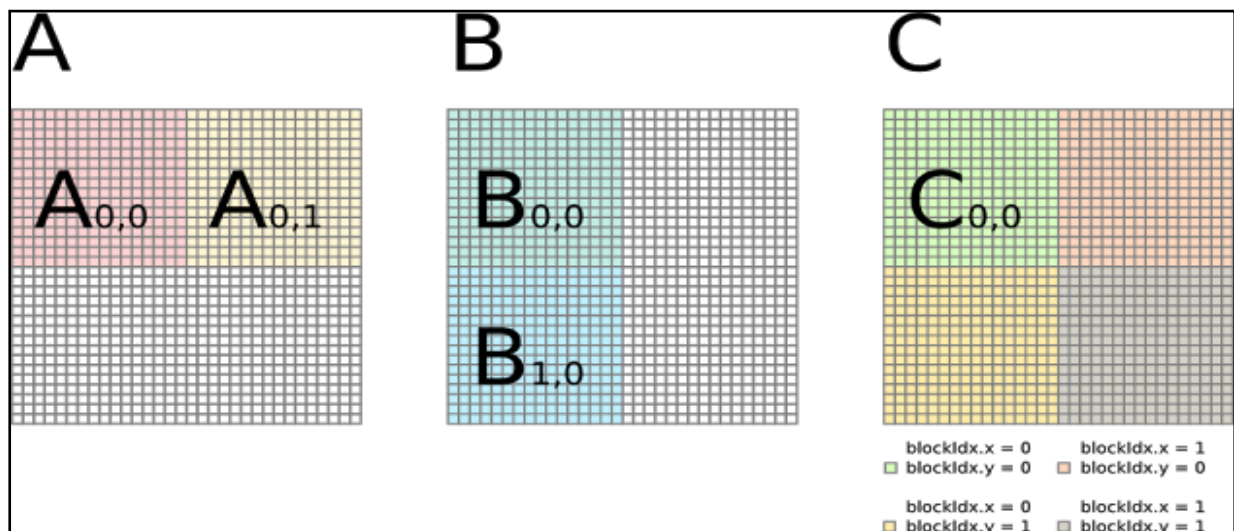 A B C
A0,0 A0,1 B0,0 C0,0
B1,0
blockIdx.x = 0 blockIdx.x = 1
blockIdx.y = 0 blockIdx.y = 0
blockIdx.x = 0 blockIdx.x = 1
blockIdx.y = 1 blockIdx.y = 1